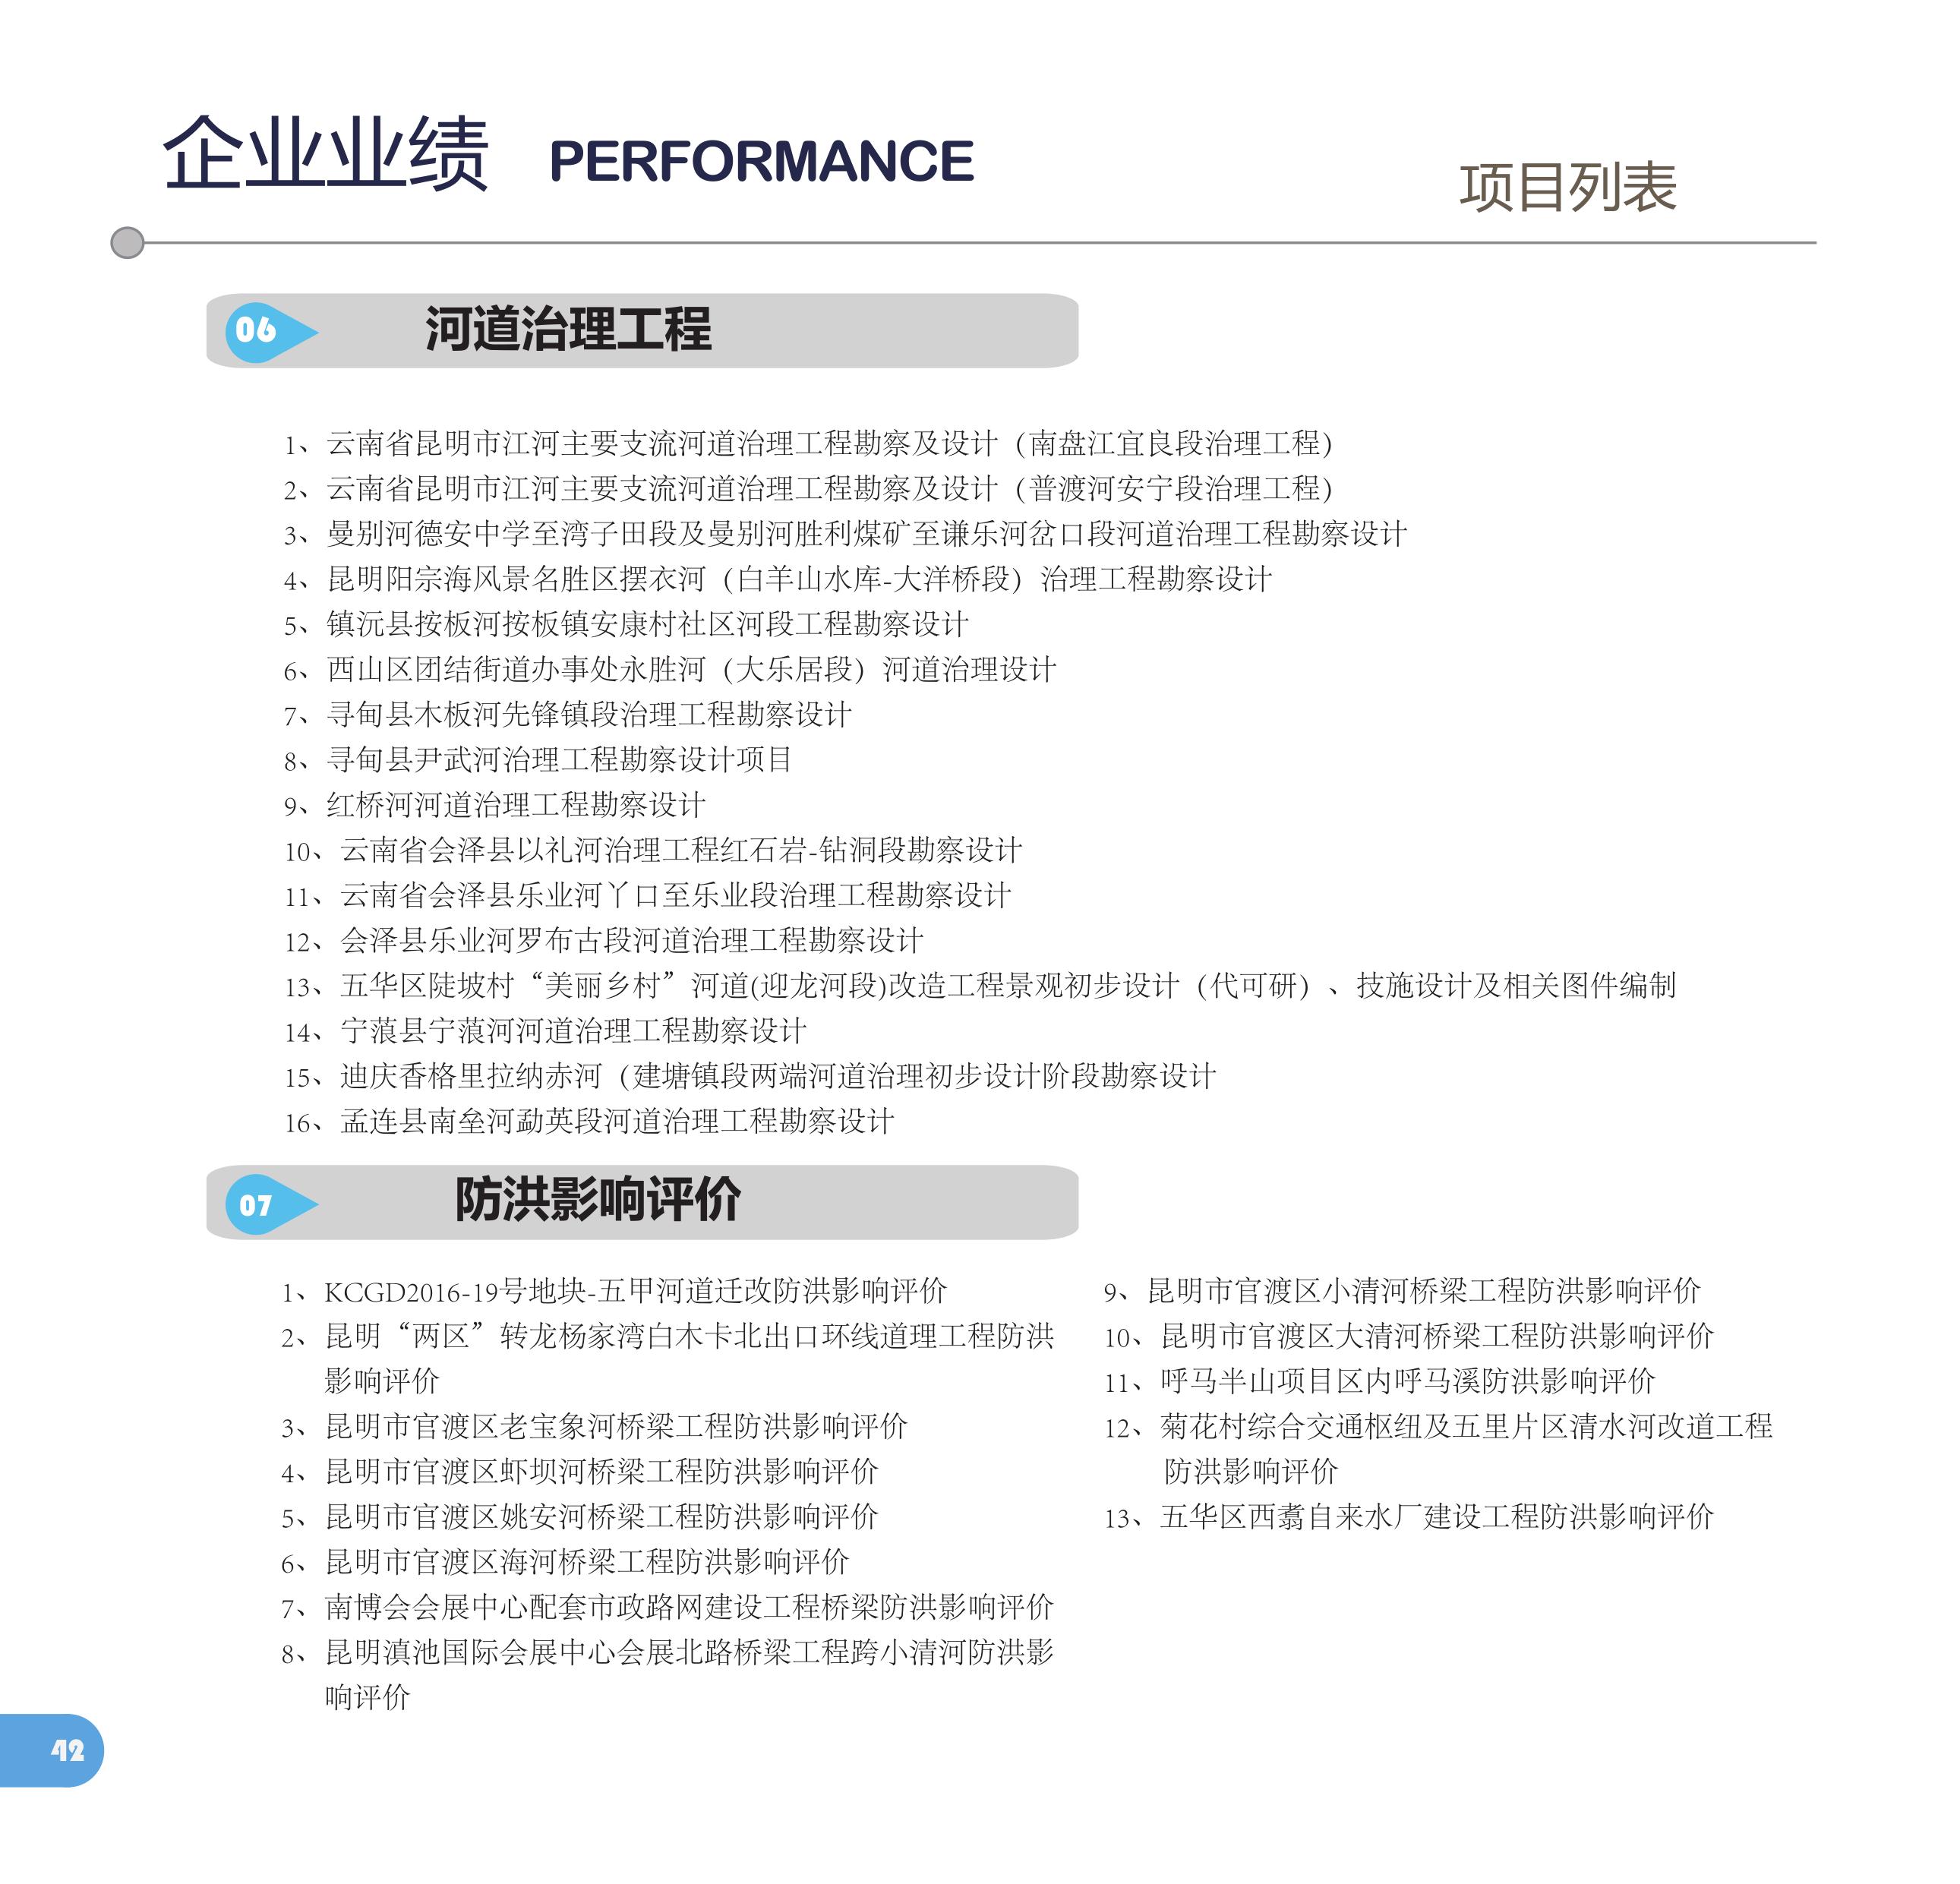 企业业绩 PERFORMANCE
项目列表
06 河道治理工程
1、云南省昆明市江河主要支流河道治理工程勘察及设计（南盘江宜良段治理工程）
2、云南省昆明市江河主要支流河道治理工程勘察及设计（普渡河安宁段治理工程）
3、曼别河德安中学至湾子田段及曼别河胜利煤矿至谦乐河岔口段河道治理工程勘察设计
4、昆明阳宗海风景名胜区摆衣河（白羊山水库-大洋桥段）治理工程勘察设计
5、镇沅县按板河按板镇安康村社区河段工程勘察设计
6、西山区团结街道办事处永胜河（大乐居段）河道治理设计
7、寻甸县木板河先锋镇段治理工程勘察设计
8、寻甸县尹武河治理工程勘察设计项目
9、红桥河河道治理工程勘察设计
10、云南省会泽县以礼河治理工程红石岩-钻洞段勘察设计
11、云南省会泽县乐业河丫口至乐业段治理工程勘察设计
12、会泽县乐业河罗布古段河道治理工程勘察设计
13、五华区陡坡村“美丽乡村”河道(迎龙河段)改造工程景观初步设计（代可研）、技施设计及相关图件编制
14、宁蒗县宁蒗河河道治理工程勘察设计
15、迪庆香格里拉纳赤河（建塘镇段两端河道治理初步设计阶段勘察设计
16、孟连县南垒河勐英段河道治理工程勘察设计
07 防洪影响评价
1、KCGD2016-19号地块-五甲河道迁改防洪影响评价
2、昆明“两区”转龙杨家湾白木卡北出口环线道理工程防洪
影响评价
3、昆明市官渡区老宝象河桥梁工程防洪影响评价
4、昆明市官渡区虾坝河桥梁工程防洪影响评价
5、昆明市官渡区姚安河桥梁工程防洪影响评价
6、昆明市官渡区海河桥梁工程防洪影响评价
7、南博会会展中心配套市政路网建设工程桥梁防洪影响评价
8、昆明滇池国际会展中心会展北路桥梁工程跨小清河防洪影
响评价
9、昆明市官渡区小清河桥梁工程防洪影响评价
10、昆明市官渡区大清河桥梁工程防洪影响评价
11、呼马半山项目区内呼马溪防洪影响评价
12、菊花村综合交通枢纽及五里片区清水河改道工程
防洪影响评价
13、五华区西翥自来水厂建设工程防洪影响评价
42